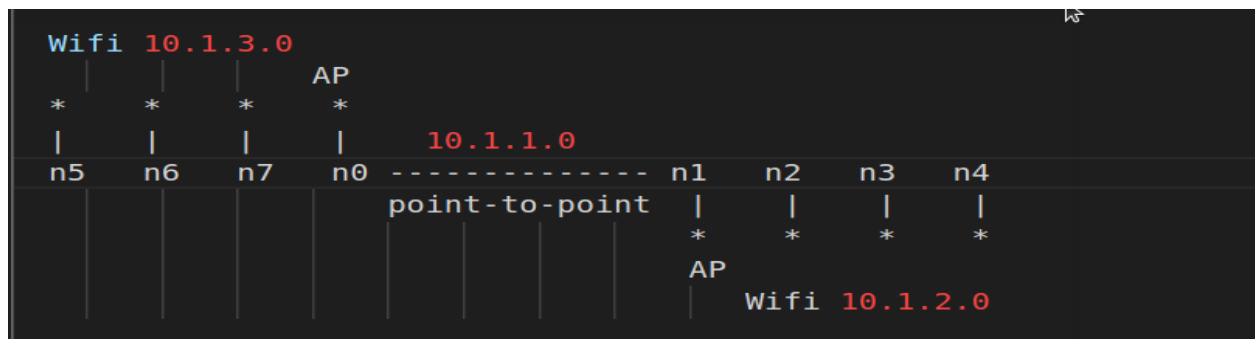 Wifi 10.1.3.0
AP
* * * *
| | | | 10.1.1.0
n5 n6 n7 n0 -------------- n1 n2 n3 n4
point-to-point | | | |
* * * *
AP
Wifi 10.1.2.0